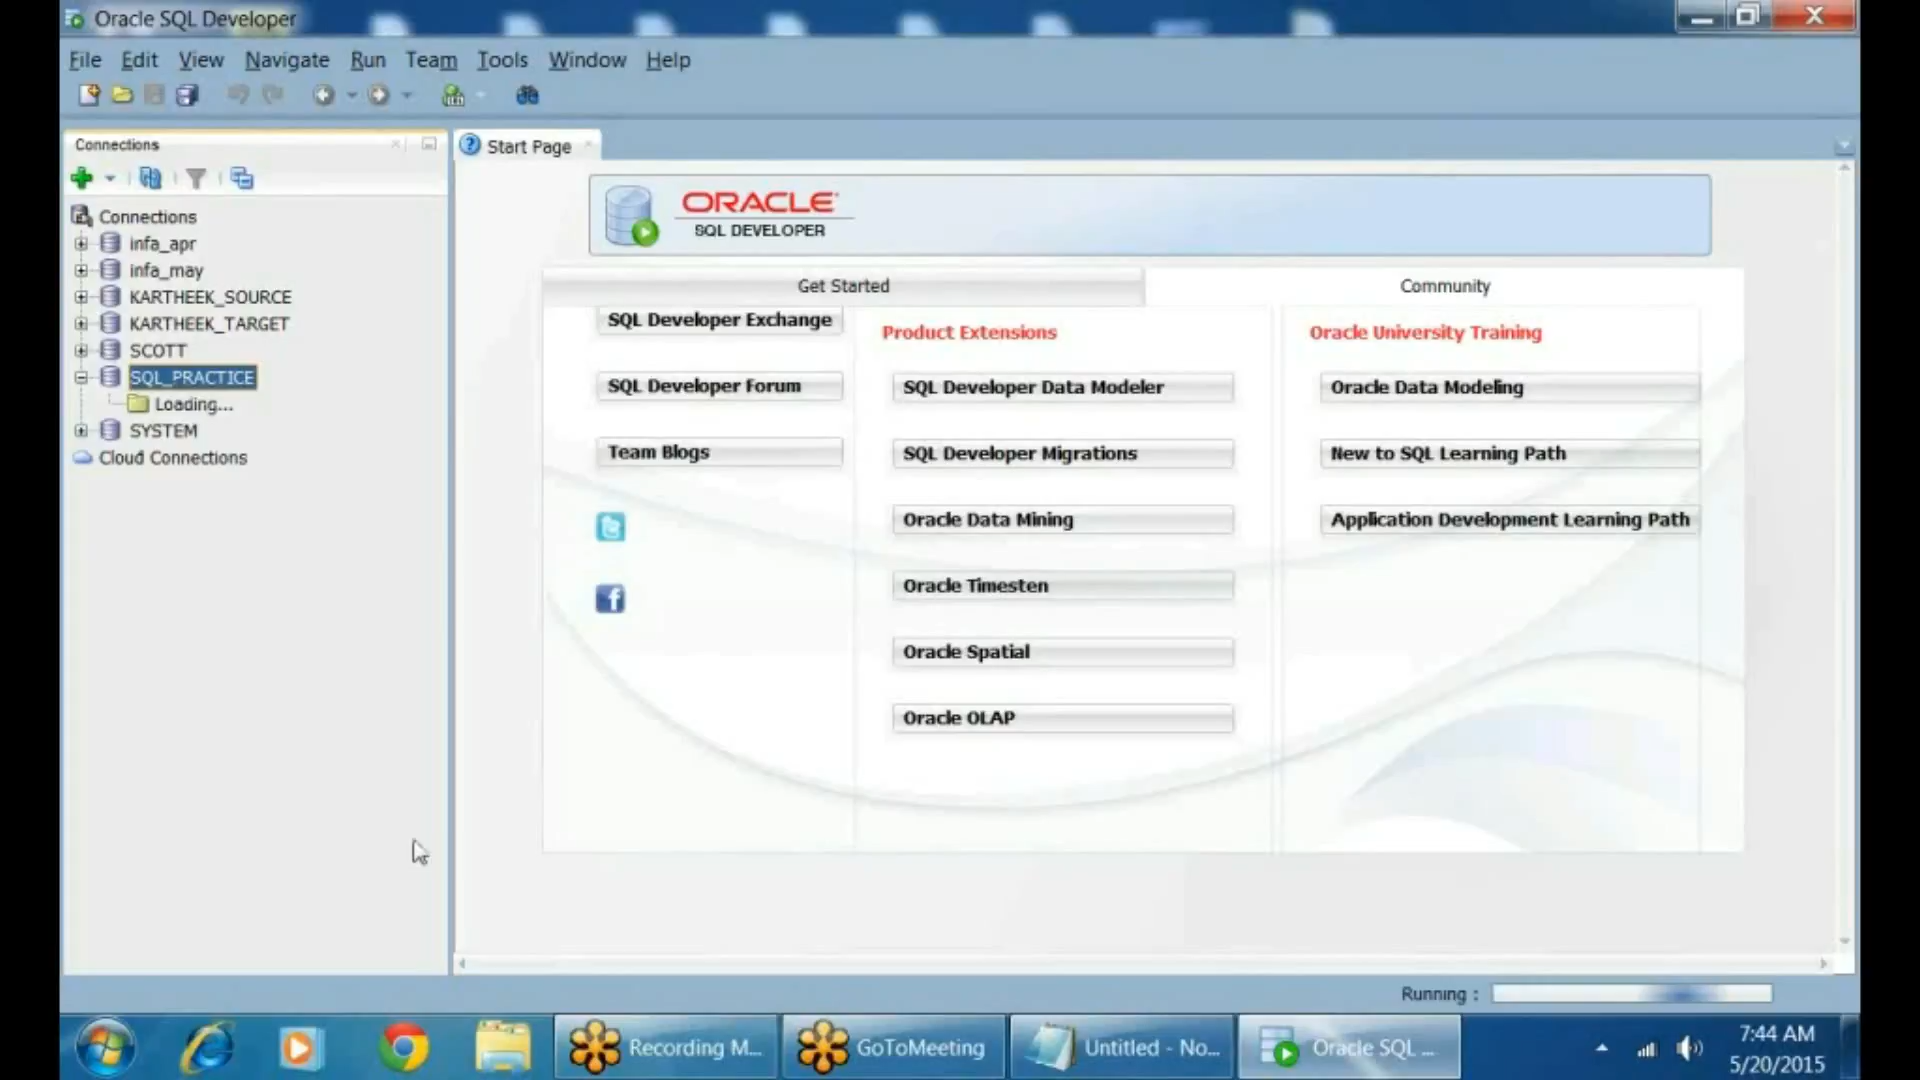 Oracle SQL Developer
File Edit View Navigate Run Team Tools Window Help
Connections
Start Page
Connections
infa_apr
infa_may
KARTHEEK_SOURCE
KARTHEEK_TARGET
SCOTT
SQL_PRACTICE
Loading...
SYSTEM
Cloud Connections
ORACLE
SQL DEVELOPER
Get Started
Community
SQL Developer Exchange
SQL Developer Forum
Team Blogs
Product Extensions
SQL Developer Data Modeler
SQL Developer Migrations
Oracle Data Mining
Oracle Timesten
Oracle Spatial
Oracle OLAP
Oracle University Training
Oracle Data Modeling
New to SQL Learning Path
Application Development Learning Path
Running :
Recording M...
GoToMeeting
Untitled - No...
Oracle SQL ...
7:44 AM
5/20/2015